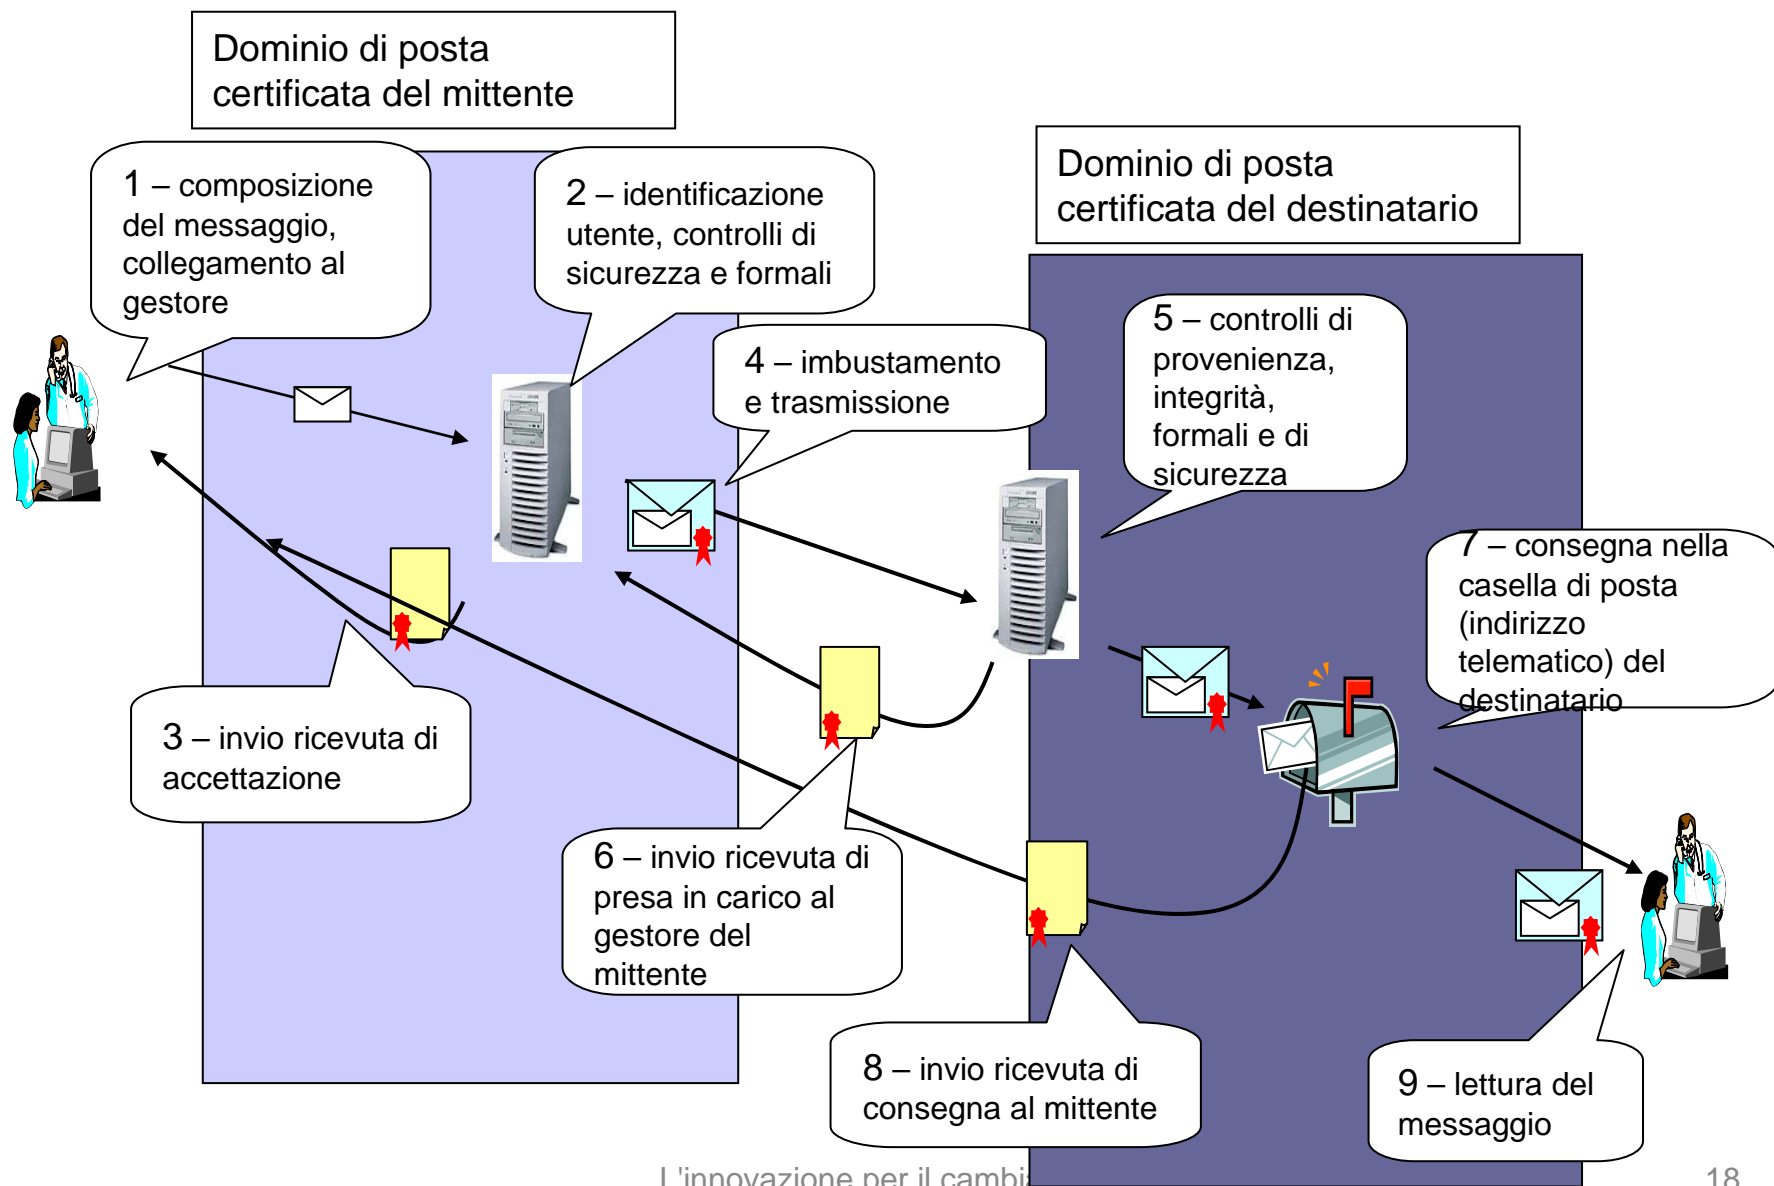 Dominio di posta
certificata del mittente
Dominio di posta
certificata del destinatario
1 – composizione
del messaggio,
collegamento al
gestore
2 – identificazione
utente, controlli di
sicurezza e formali
3 – invio ricevuta di
accettazione
4 – imbustamento
e trasmissione
5 – controlli di
provenienza,
integrità,
formali e di
sicurezza
6 – invio ricevuta di
presa in carico al
gestore del
mittente
7 – consegna nella
casella di posta
(indirizzo
telematico) del
destinatario
8 – invio ricevuta di
consegna al mittente
9 – lettura del
messaggio
L'innovazione per il
18